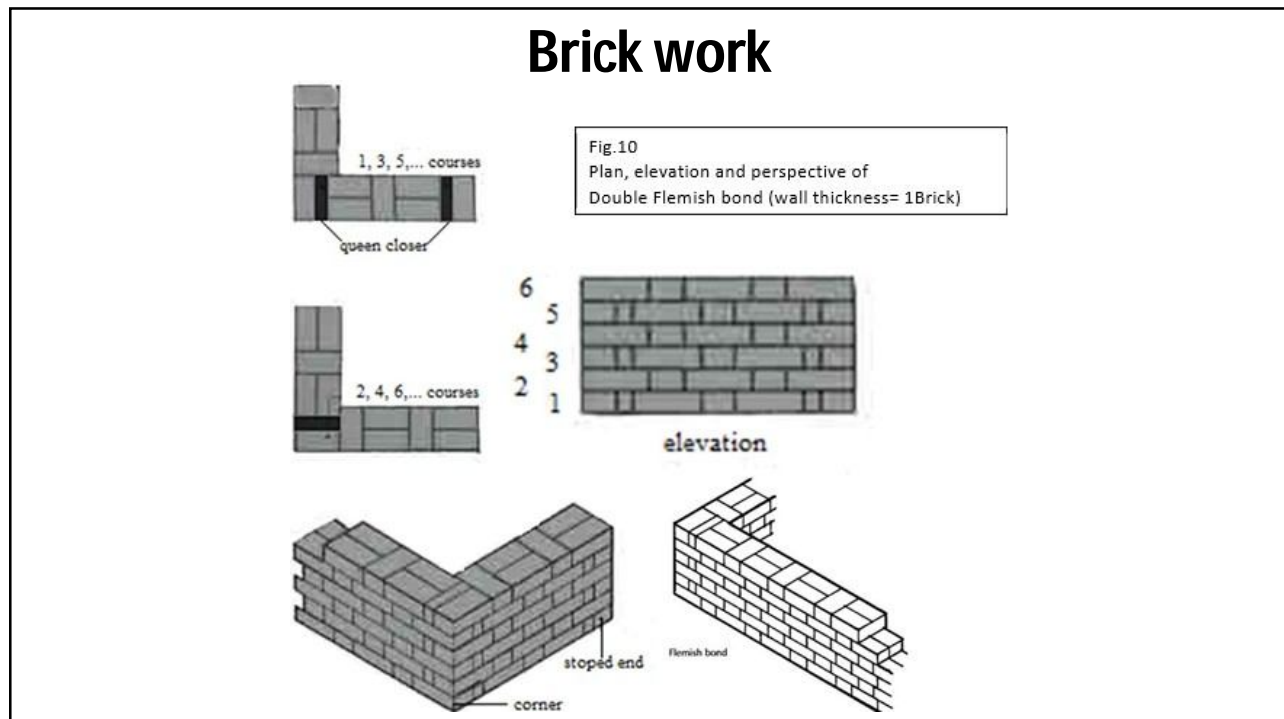 Brick work
1, 3, 5,... courses
queen closer
Fig.10
Plan, elevation and perspective of
Double Flemish bond (wall thickness= 1Brick)
2, 4, 6,... courses
6
5
4
3
2
1
elevation
stoped end
corner
Flemish bond